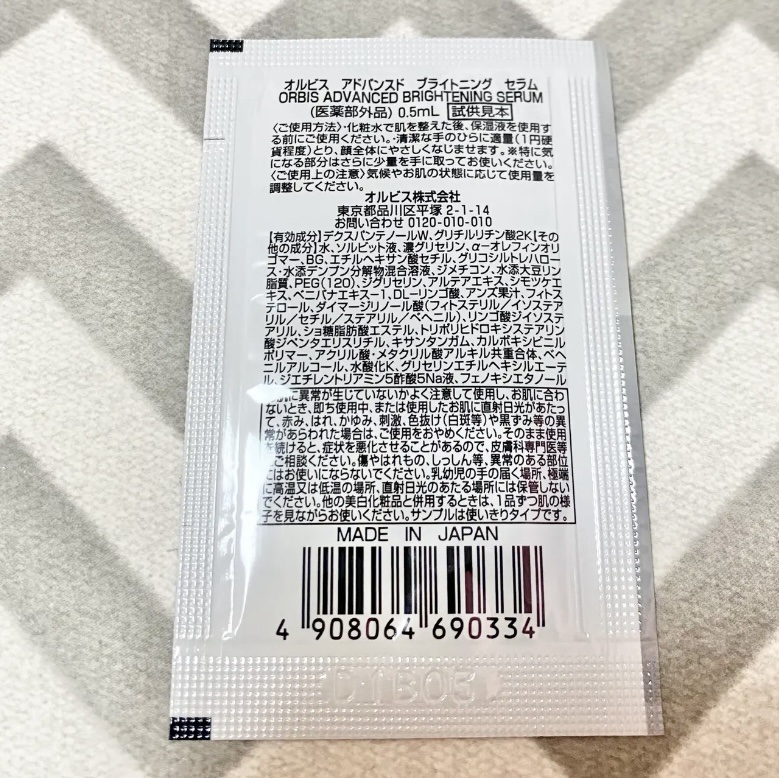 オルビス アドバンスド ブライトニング セラム
ORBIS ADVANCED BRIGHTENING SERUM
(医薬部外品) 0.5mL 試供見本
〈ご使用方法〉・化粧水で肌を整えた後、保湿液を使用す
る前にご使用ください。・清潔な手のひらに適量(1円硬
貨程度)とり、顔全体にやさしくなじませます。※特に気
になる部分はさらに少量を手に取ってお使いください。
〈ご使用上の注意〉気候やお肌の状態に応じて使用量を
調整してください。
オルビス株式会社
東京都品川区平塚 2-1-14
お問い合わせ 0120-010-010
【有効成分】デクスパンテノールW、グリチルリチン酸2K【その
他の成分】水、ソルビット液、濃グリセリン、α-オレフィンオリ
ゴマー、BG、エチルヘキサン酸セチル、グリコシルトレハロー
ス・水添デンプン分解物混合溶液、ジメチコン、水添大豆リン
脂質、PEG(120)、ジグリセリン、アルテアエキス、シモツケエ
キス、ベニバナエキス-1、DL-リンゴ酸、アンズ果汁、フィトス
テロール、ダイマージリノール酸(フィトステリル/イソステア
リル/セチル/ステアリル/ベヘニル)、リンゴ酸ジイソステ
アリル、ショ糖脂肪酸エステル、トリポリヒドロキシステアリン
酸ジペンタエリスリチル、キサンタンガム、カルボキシビニル
ポリマー、アクリル酸・メタクリル酸アルキル共重合体、ベヘ
ニルアルコール、水酸化K、グリセリンエチルヘキシルエーテ
ル、ジエチレントリアミン5酢酸5Na液、フェノキシエタノール
肌に異常が生じていないかよく注意して使用し、お肌に合わ
ないとき、即ち使用中、または使用したお肌に直射日光があたっ
て、赤み、はれ、かゆみ、刺激、色抜け(白斑等)や黒ずみ等の異
常があらわれた場合は、ご使用をおやめください。そのまま使用
を続けると、症状を悪化させることがあるので、皮膚科専門医等
にご相談ください。傷やはれもの、しっしん等、異常のある部位
にはお使いにならないでください。乳幼児の手の届く場所、極端
に高温又は低温の場所、直射日光のあたる場所には保管しない
でください。他の美白化粧品と併用するときは、1品ずつ肌の様
子を見ながらお使いください。サンプルは使いきりタイプです。
MADE IN JAPAN
4 908064 690334